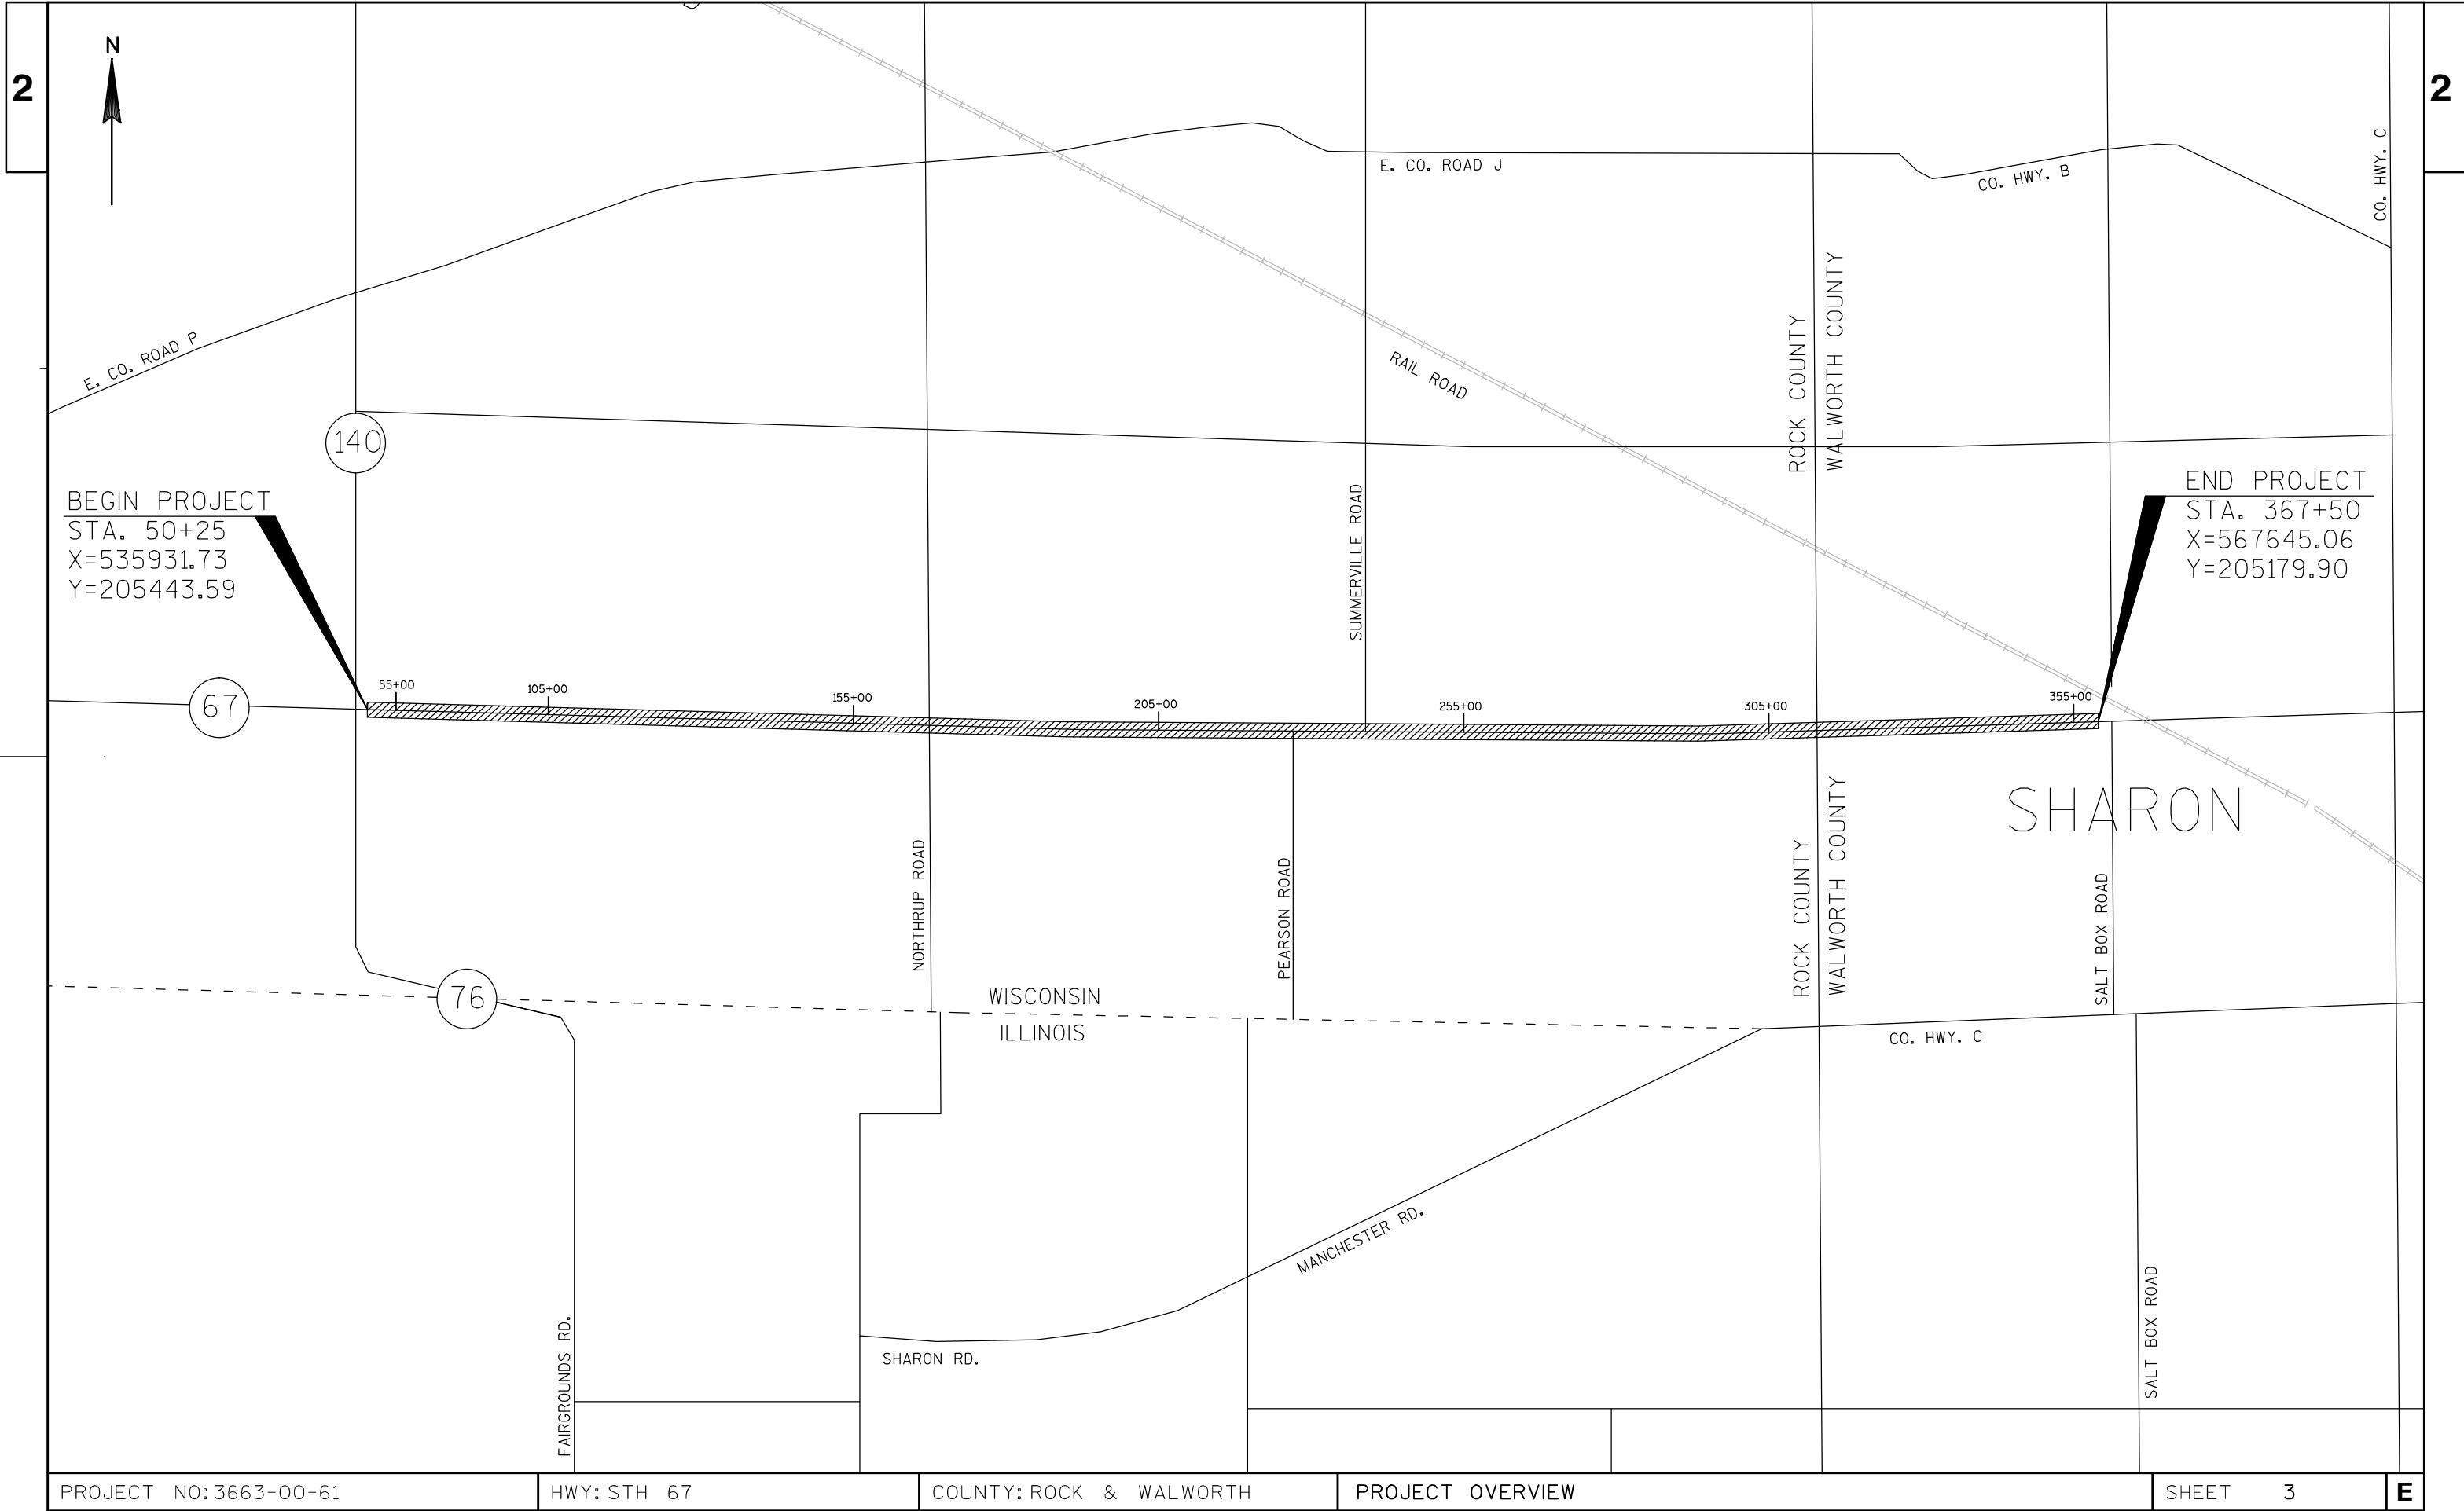 2
2
N
E. CO. ROAD J
CO. HWY. B
CO. HWY. C
E. CO. ROAD P
RAIL ROAD
ROCK COUNTY
WALWORTH COUNTY
140
BEGIN PROJECT
STA. 50+25
X=535931.73
Y=205443.59
END PROJECT
STA. 367+50
X=567645.06
Y=205179.90
SUMMERVILLE ROAD
67
55+00
105+00
155+00
205+00
255+00
305+00
355+00
SHARON
NORTHRUP ROAD
PEARSON ROAD
ROCK COUNTY
WALWORTH COUNTY
SALT BOX ROAD
76
WISCONSIN
ILLINOIS
CO. HWY. C
MANCHESTER RD.
FAIRGROUNDS RD.
SHARON RD.
SALT BOX ROAD
PROJECT NO:3663-00-61
HWY: STH 67
COUNTY: ROCK & WALWORTH
PROJECT OVERVIEW
SHEET 3
E